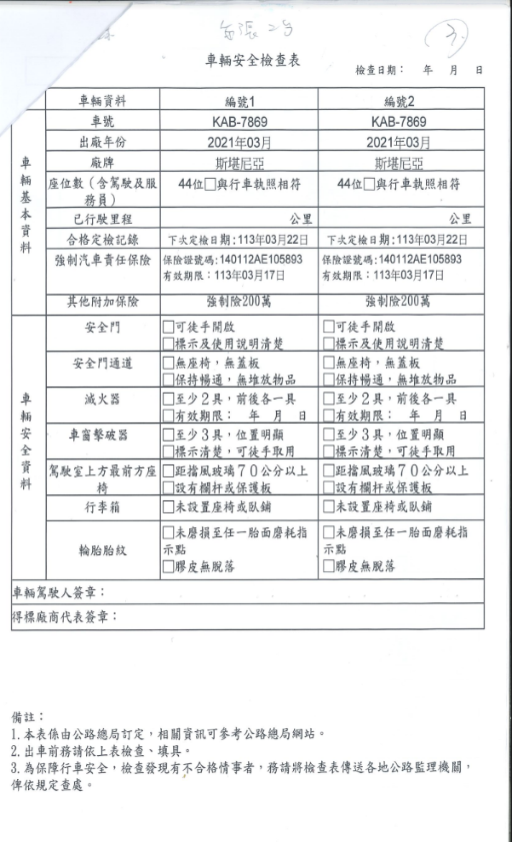 3.
車輛安全檢查表
檢查日期： 年 月 日
車輛基本資料
車輛資料 編號1 編號2
車號 KAB-7869 KAB-7869
出廠年份 2021年03月 2021年03月
廠牌 斯堪尼亞 斯堪尼亞
座位數（含駕駛及服 44位□與行車執照相符 44位□與行車執照相符
務員）
已行駛里程 公里 公里
合格定檢記錄 下次定檢日期:113年03月22日 下次定檢日期:113年03月22日
強制汽車責任保險 保險證號碼:140112AE105893 保險證號碼:140112AE105893
有效期限：113年03月17日 有效期限：113年03月17日
其他附加保險 強制險200萬 強制險200萬
車輛安全資料
安全門 □可徒手開啟 □可徒手開啟
□標示及使用說明清楚 □標示及使用說明清楚
安全門通道 □無座椅，無蓋板 □無座椅，無蓋板
□保持暢通，無堆放物品 □保持暢通，無堆放物品
滅火器 □至少２具，前後各一具 □至少２具，前後各一具
□有效期限： 年 月 日 □有效期限： 年 月 日
車窗擊破器 □至少３具，位置明顯 □至少３具，位置明顯
□標示清楚，可徒手取用 □標示清楚，可徒手取用
駕駛室上方最前方座 □距擋風玻璃７０公分以上 □距擋風玻璃７０公分以上
椅 □設有欄杆或保護板 □設有欄杆或保護板
行李箱 □未設置座椅或臥鋪 □未設置座椅或臥鋪
輪胎胎紋 □未磨損至任一胎面磨耗指 □未磨損至任一胎面磨耗指
示點 示點
□膠皮無脫落 □膠皮無脫落
車輛駕駛人簽章：
得標廠商代表簽章：
備註：
1.本表係由公路總局訂定，相關資訊可參考公路總局網站。
2.出車前務請依上表檢查、填具。
3.為保障行車安全，檢查發現有不合格情事者，務請將檢查表傳送各地公路監理機關，
俾依規定查處。